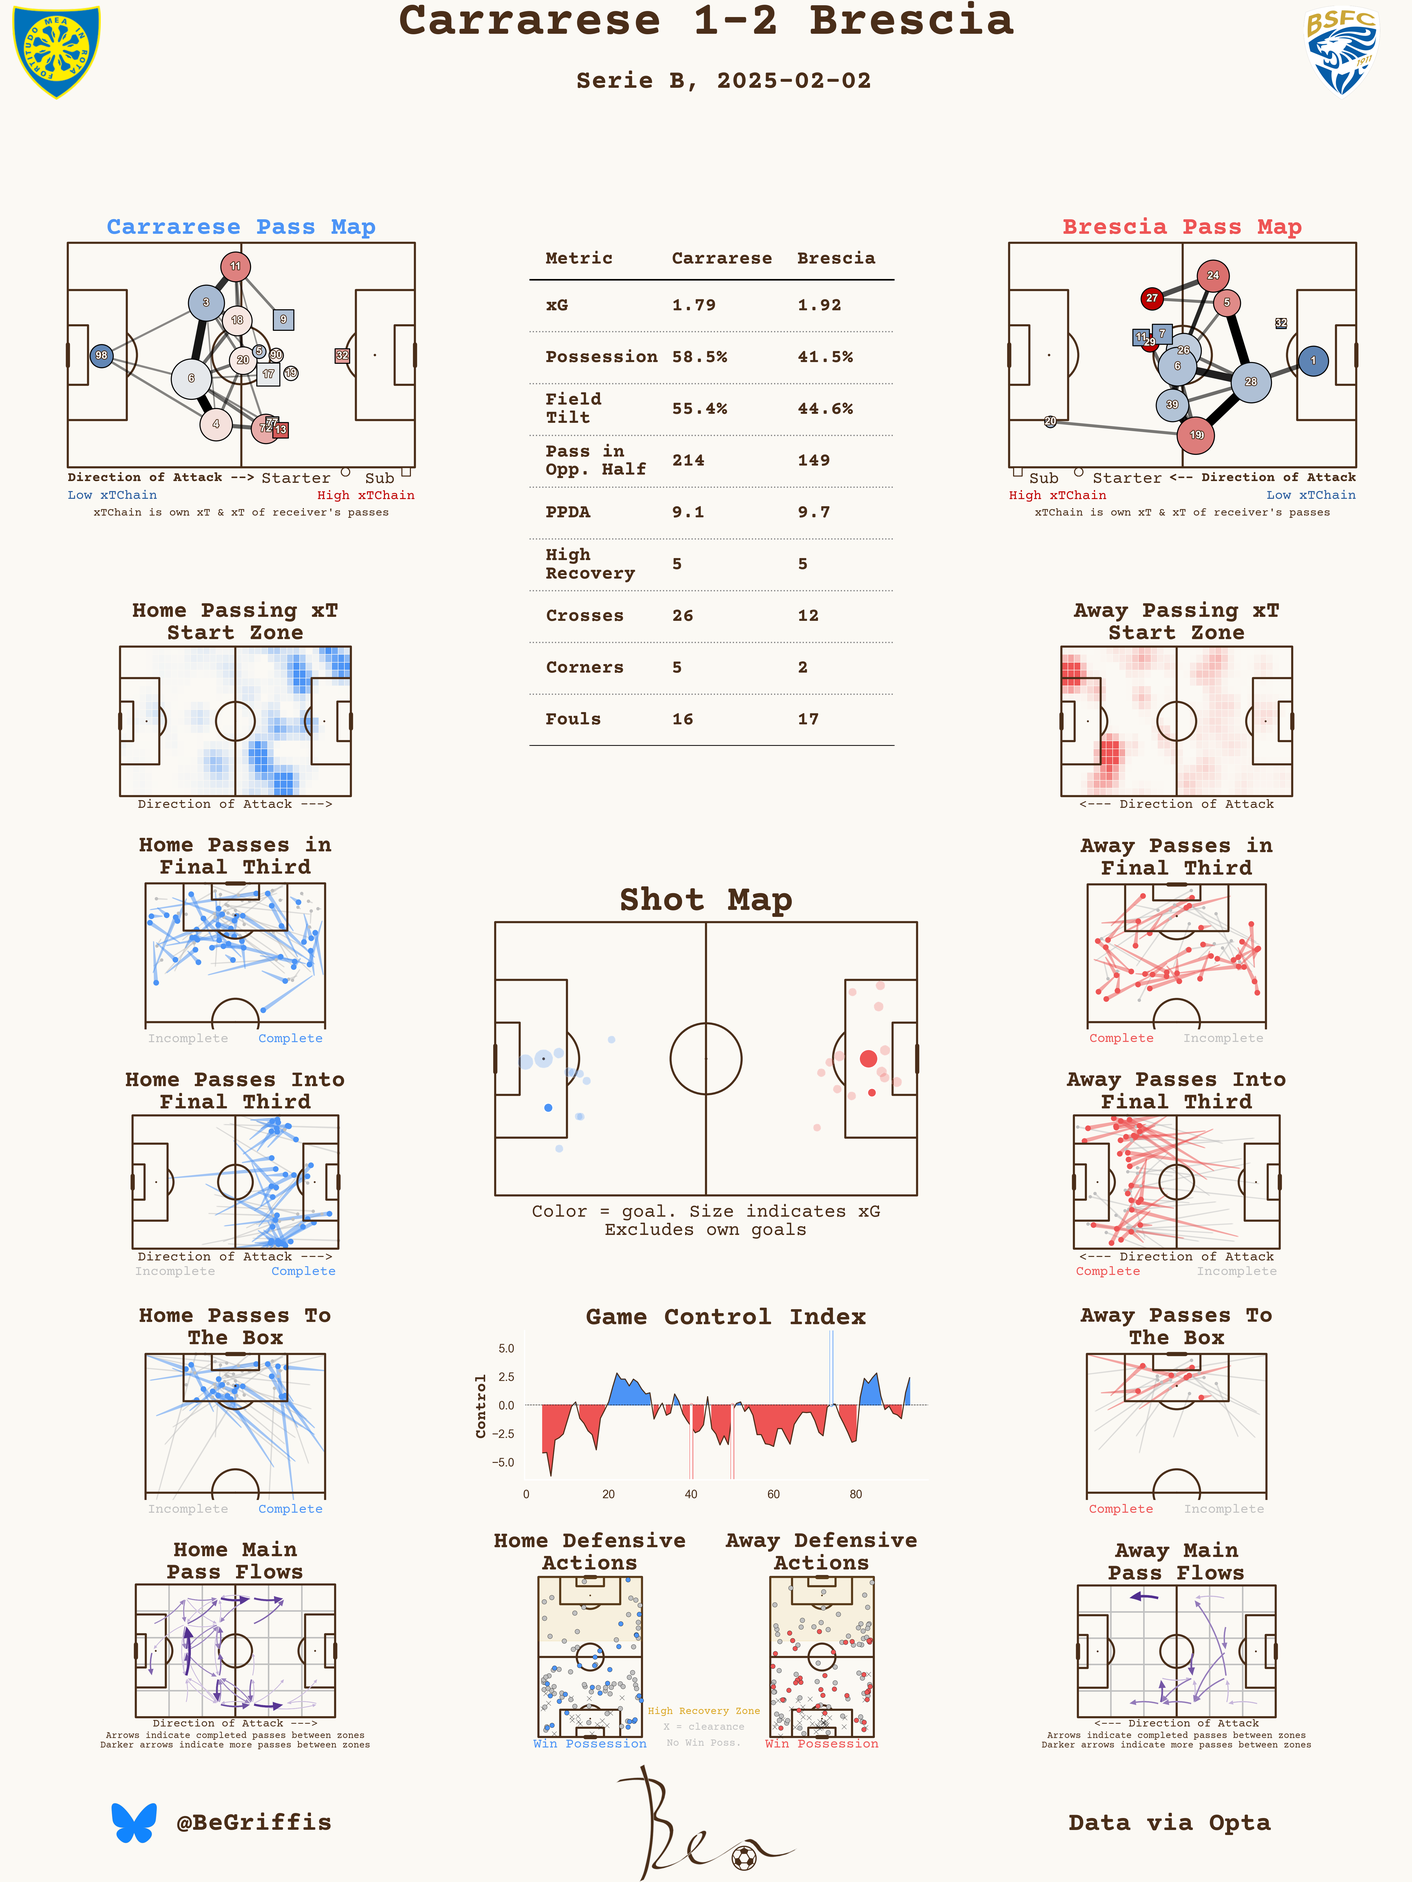 Carrarese 1-2 Brescia
Serie B, 2025-02-02
FORTITUDO MEA IN ROTA
BSFC
1911
Carrarese Pass Map
11
3
18
9
98
5
90
32
20
17
19
6
4
72
77
13
Direction of Attack --> Starter Sub
Low xTChain High xTChain
xTChain is own xT & xT of receiver's passes
Metric Carrarese Brescia
xG 1.79 1.92
Possession 58.5% 41.5%
Field
Tilt 55.4% 44.6%
Pass in
Opp. Half 214 149
PPDA 9.1 9.7
High
Recovery 5 5
Crosses 26 12
Corners 5 2
Fouls 16 17
Brescia Pass Map
24
27
5
32
11
7
29
26
1
6
28
39
20
19
Sub Starter <-- Direction of Attack
High xTChain Low xTChain
xTChain is own xT & xT of receiver's passes
Home Passing xT
Start Zone
Direction of Attack --->
Away Passing xT
Start Zone
<--- Direction of Attack
Home Passes in
Final Third
Incomplete Complete
Away Passes in
Final Third
Complete Incomplete
Shot Map
Color = goal. Size indicates xG
Excludes own goals
Home Passes Into
Final Third
Direction of Attack --->
Incomplete Complete
Away Passes Into
Final Third
<--- Direction of Attack
Complete Incomplete
Home Passes To
The Box
Incomplete Complete
Game Control Index
Control
5.0
2.5
0.0
−2.5
−5.0
0 20 40 60 80
Away Passes To
The Box
Complete Incomplete
Home Main
Pass Flows
Direction of Attack --->
Arrows indicate completed passes between zones
Darker arrows indicate more passes between zones
Home Defensive
Actions
Win Possession
High Recovery Zone
X = clearance
No Win Poss.
Away Defensive
Actions
Win Possession
Away Main
Pass Flows
<--- Direction of Attack
Arrows indicate completed passes between zones
Darker arrows indicate more passes between zones
@BeGriffis
Ben
Data via Opta